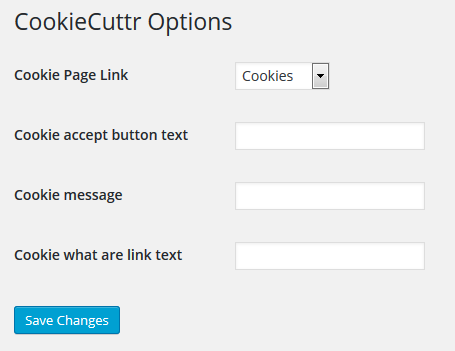 CookieCuttr Options
Cookie Page Link Cookies
Cookie accept button text
Cookie message
Cookie what are link text
Save Changes